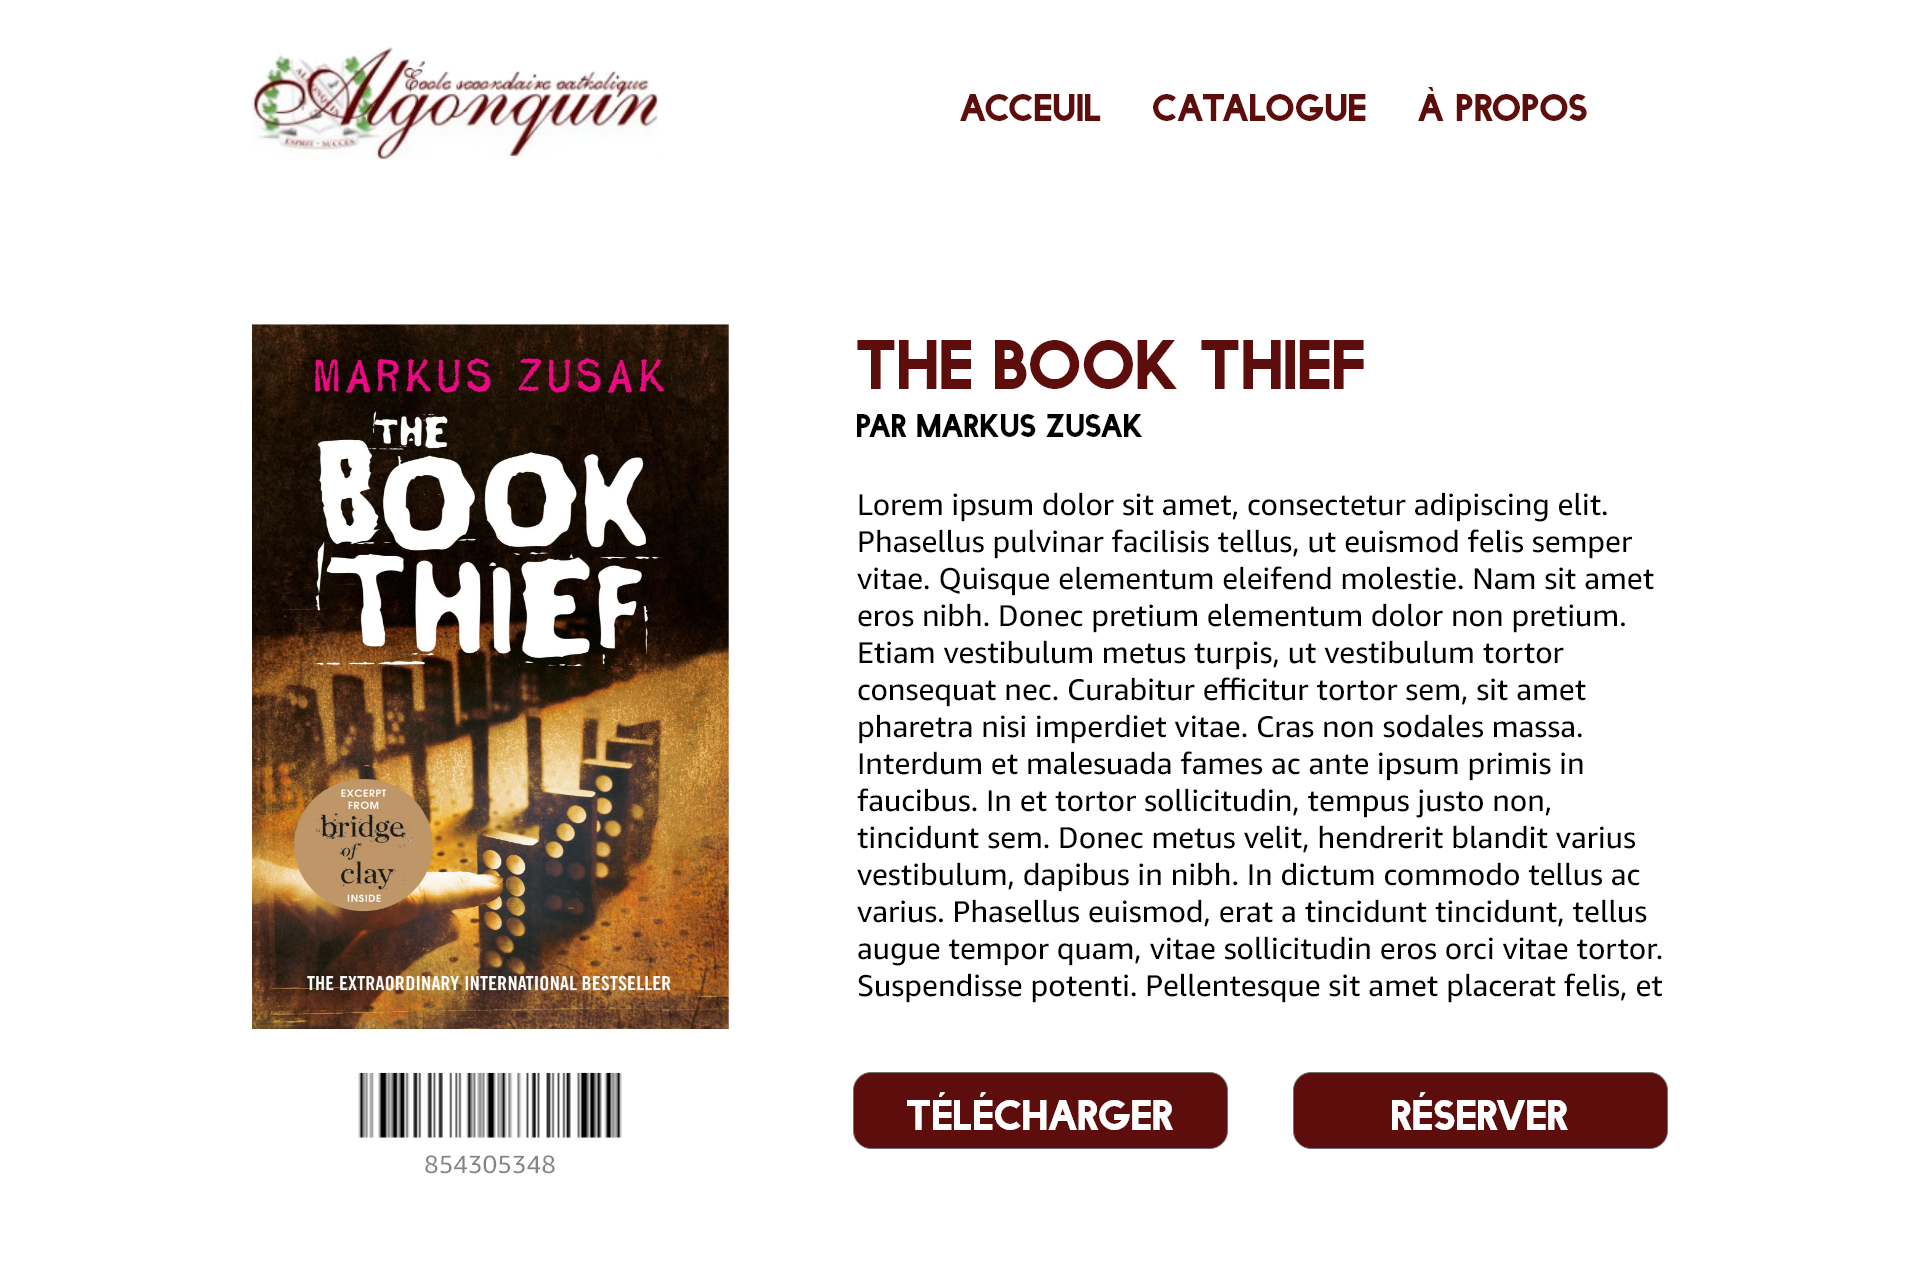 École secondaire catholique
Algonquin
ALGONQUIN
ESPRIT - SUCCÈS
ACCEUIL CATALOGUE À PROPOS
MARKUS ZUSAK
THE
BOOK
THIEF
EXCERPT
FROM
bridge
of
clay
INSIDE
THE EXTRAORDINARY INTERNATIONAL BESTSELLER
854305348
THE BOOK THIEF
PAR MARKUS ZUSAK
Lorem ipsum dolor sit amet, consectetur adipiscing elit.
Phasellus pulvinar facilisis tellus, ut euismod felis semper
vitae. Quisque elementum eleifend molestie. Nam sit amet
eros nibh. Donec pretium elementum dolor non pretium.
Etiam vestibulum metus turpis, ut vestibulum tortor
consequat nec. Curabitur efficitur tortor sem, sit amet
pharetra nisi imperdiet vitae. Cras non sodales massa.
Interdum et malesuada fames ac ante ipsum primis in
faucibus. In et tortor sollicitudin, tempus justo non,
tincidunt sem. Donec metus velit, hendrerit blandit varius
vestibulum, dapibus in nibh. In dictum commodo tellus ac
varius. Phasellus euismod, erat a tincidunt tincidunt, tellus
augue tempor quam, vitae sollicitudin eros orci vitae tortor.
Suspendisse potenti. Pellentesque sit amet placerat felis, et
TÉLÉCHARGER RÉSERVER